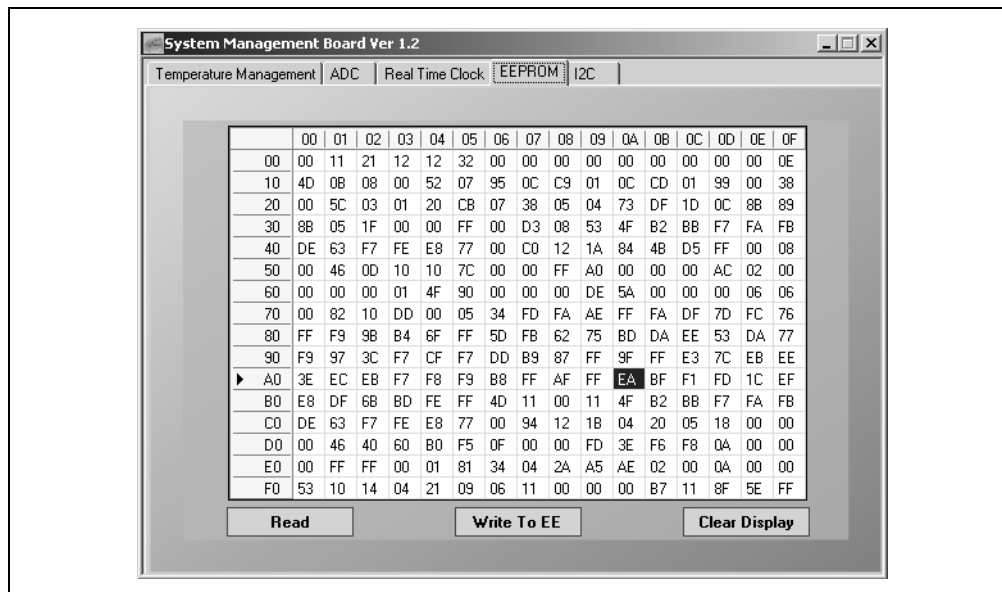 System Management Board Ver 1.2
Temperature Management ADC Real Time Clock EEPROM I2C
00 01 02 03 04 05 06 07 08 09 0A 0B 0C 0D 0E 0F
00 00 11 21 12 12 32 00 00 00 00 00 00 00 00 00 0E
10 4D 0B 08 00 52 07 95 0C C9 01 0C CD 01 99 00 38
20 00 5C 03 01 20 CB 07 38 05 04 73 DF 1D 0C 8B 89
30 8B 05 1F 00 00 FF 00 D3 08 53 4F B2 BB F7 FA FB
40 DE 63 F7 FE E8 77 00 C0 12 1A 84 4B D5 FF 00 08
50 00 46 0D 10 10 7C 00 00 FF A0 00 00 00 AC 02 00
60 00 00 00 01 4F 90 00 00 00 DE 5A 00 00 00 06 06
70 00 82 10 DD 00 05 34 FD FA AE FF FA DF 7D FC 76
80 FF F9 9B B4 6F FF 5D FB 62 75 BD DA EE 53 DA 77
90 F9 97 3C F7 CF F7 DD B9 87 FF 9F FF E3 7C EB EE
A0 3E EC EB F7 F8 F9 B8 FF AF FF EA BF F1 FD 1C EF
B0 E8 DF 6B BD FE FF 4D 11 00 11 4F B2 BB F7 FA FB
C0 DE 63 F7 FE E8 77 00 94 12 1B 04 20 05 18 00 00
D0 00 46 40 60 B0 F5 0F 00 00 FD 3E F6 F8 0A 00 00
E0 00 FF FF 00 01 81 34 04 2A A5 AE 02 00 0A 00 00
F0 53 10 14 04 21 09 06 11 00 00 00 B7 11 8F 5E FF
Read Write To EE Clear Display